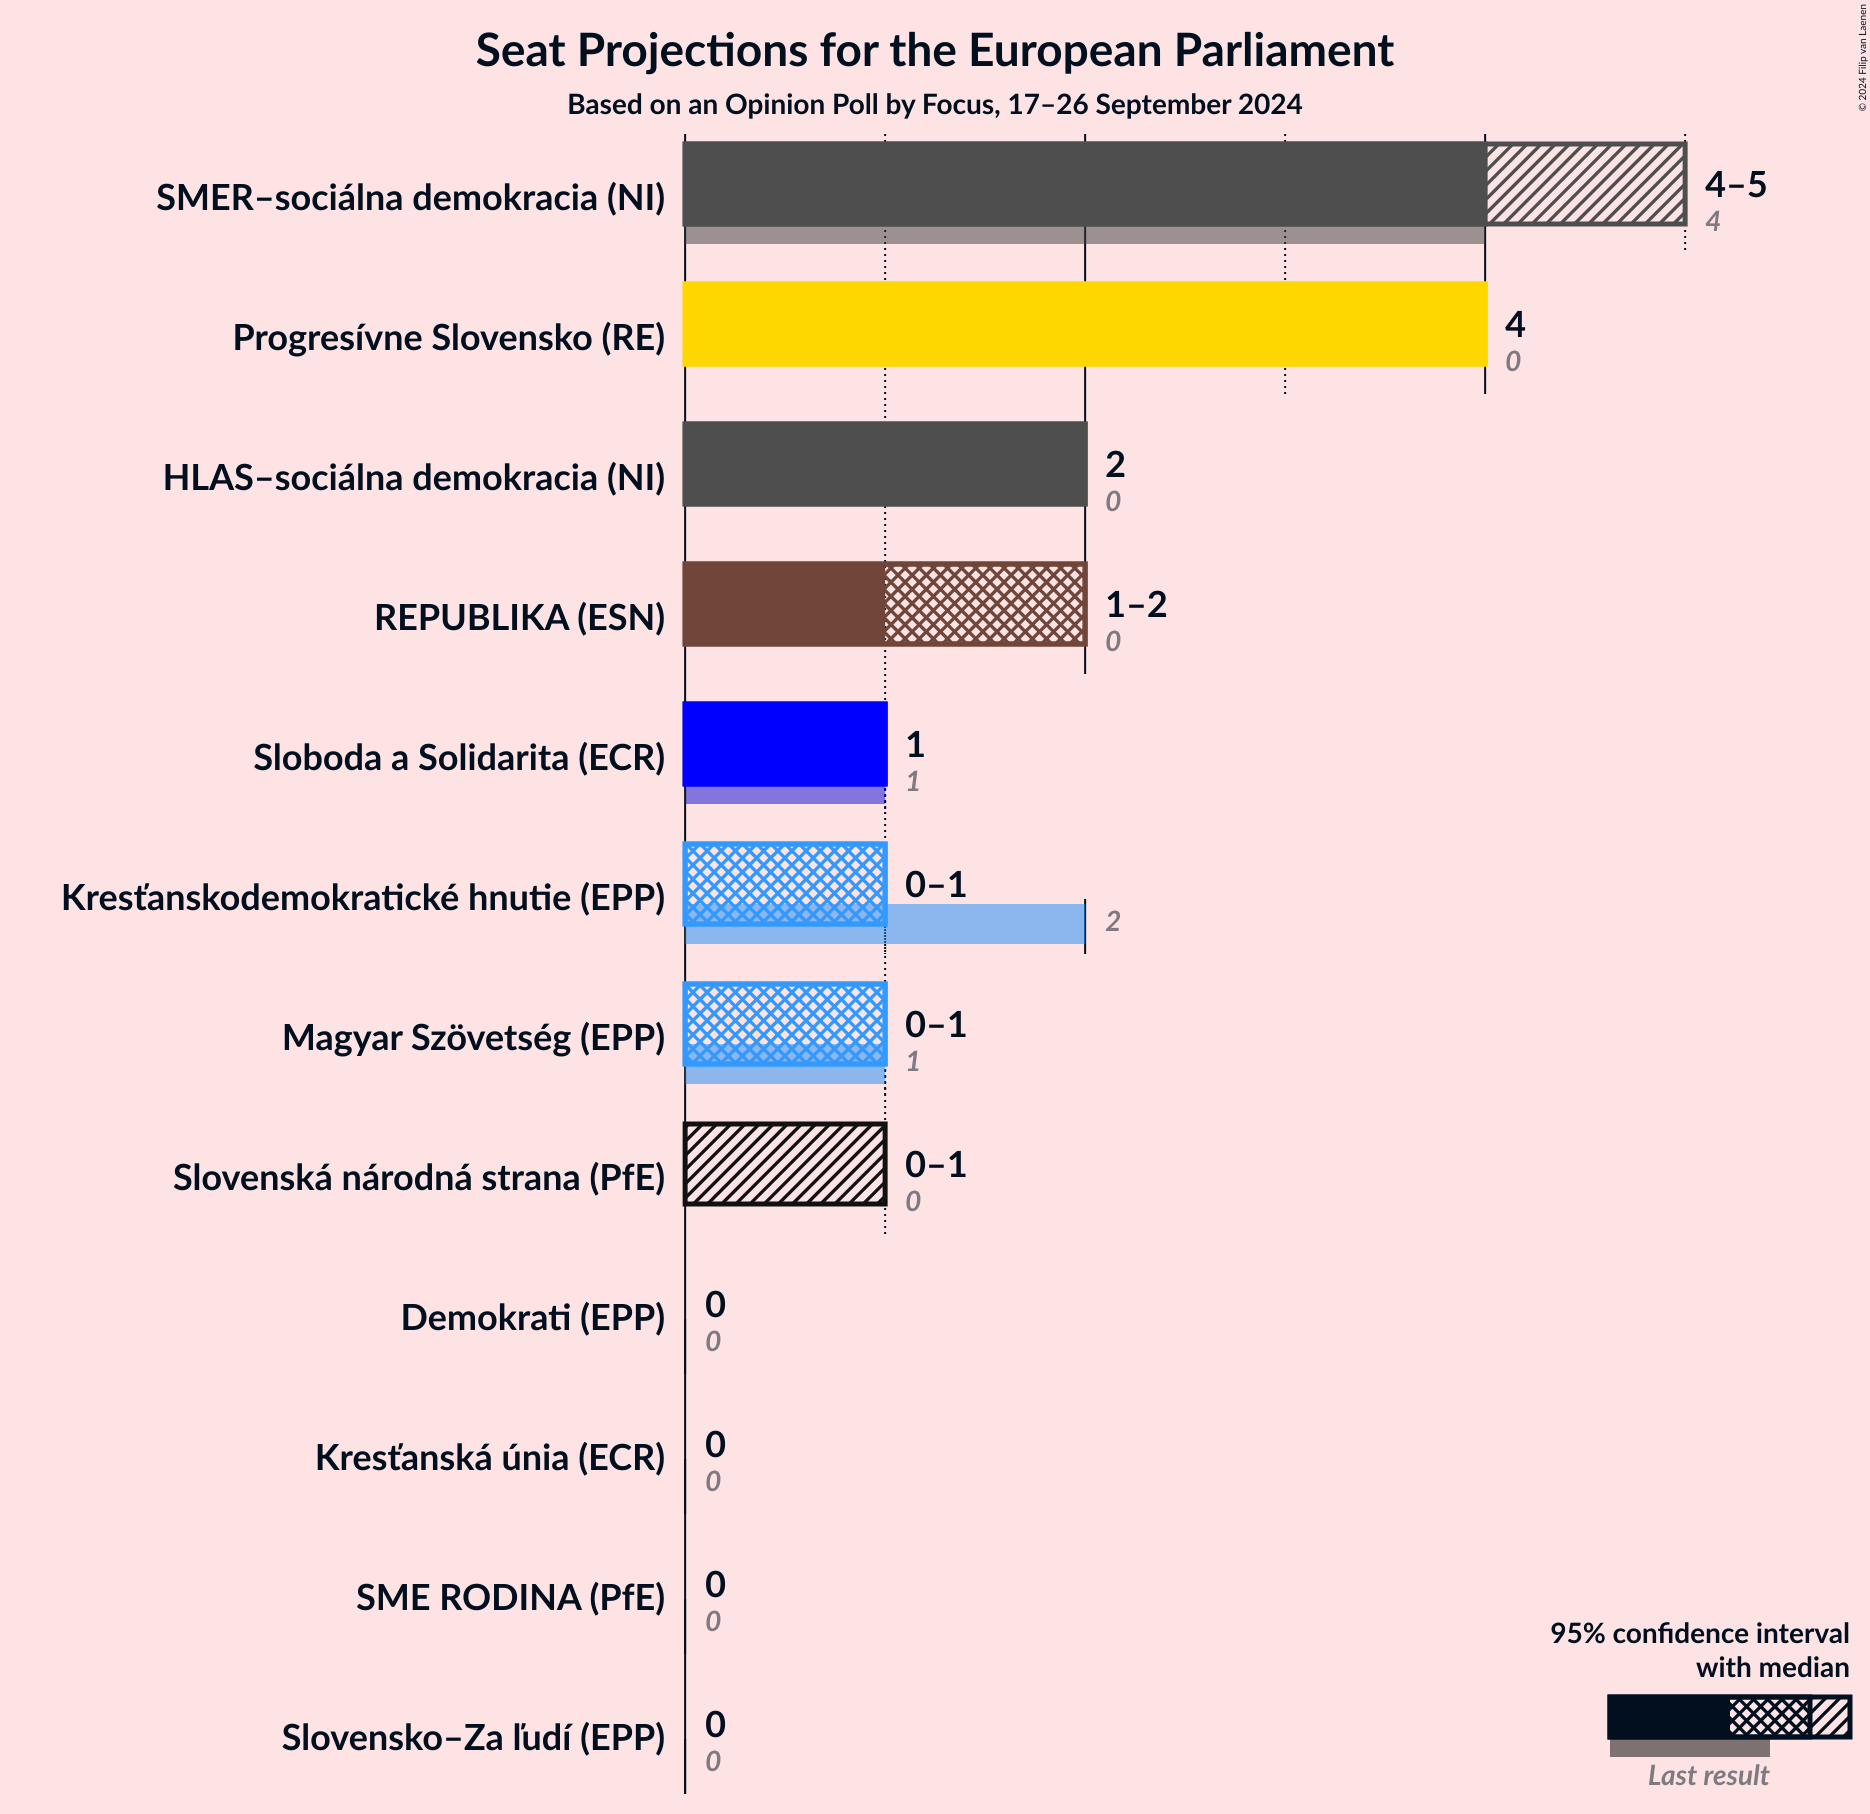 Seat Projections for the European Parliament
Based on an Opinion Poll by Focus, 17–26 September 2024
© 2024 Filip van Laenen
SMER–sociálna demokracia (NI)
4–5
4
Progresívne Slovensko (RE)
4
0
HLAS–sociálna demokracia (NI)
2
0
REPUBLIKA (ESN)
1–2
0
Sloboda a Solidarita (ECR)
1
1
Kresťanskodemokratické hnutie (EPP)
0–1
2
Magyar Szövetség (EPP)
0–1
1
Slovenská národná strana (PfE)
0–1
0
Demokrati (EPP)
0
0
Kresťanská únia (ECR)
0
0
SME RODINA (PfE)
0
0
Slovensko–Za ľudí (EPP)
0
0
95% confidence interval
with median
Last result